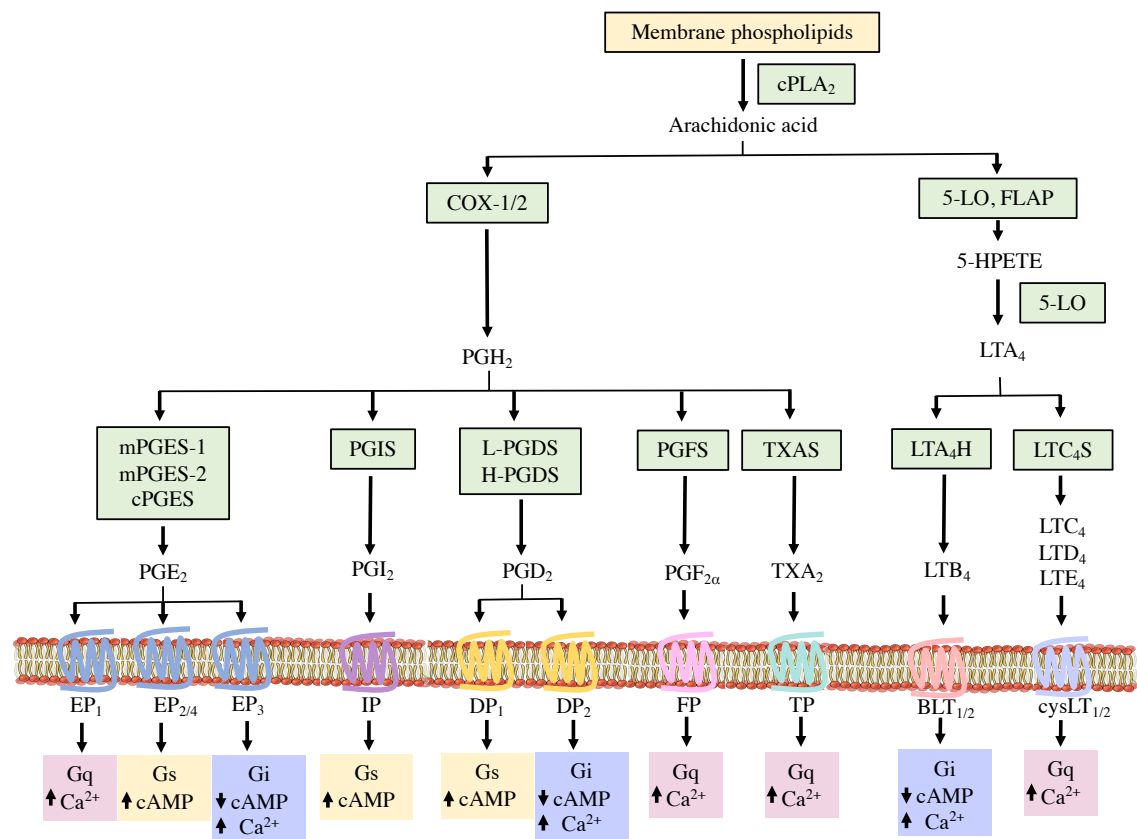 Membrane phospholipids
cPLA₂
Arachidonic acid
COX-1/2
5-LO, FLAP
5-HPETE
5-LO
PGH₂
LTA₄
mPGES-1
mPGES-2
cPGES
PGIS
L-PGDS
H-PGDS
PGFS
TXAS
LTA₄H
LTC₄S
LTC₄
LTD₄
LTE₄
PGE₂
PGI₂
PGD₂
PGF₂α
TXA₂
LTB₄
EP₁
EP₂/₄
EP₃
IP
DP₁
DP₂
FP
TP
BLT₁/₂
cysLT₁/₂
Gq
Ca²⁺
Gs
cAMP
Gi
cAMP
Ca²⁺
Gs
cAMP
Gs
cAMP
Gi
cAMP
Ca²⁺
Gq
Ca²⁺
Gq
Ca²⁺
Gi
cAMP
Ca²⁺
Gq
Ca²⁺